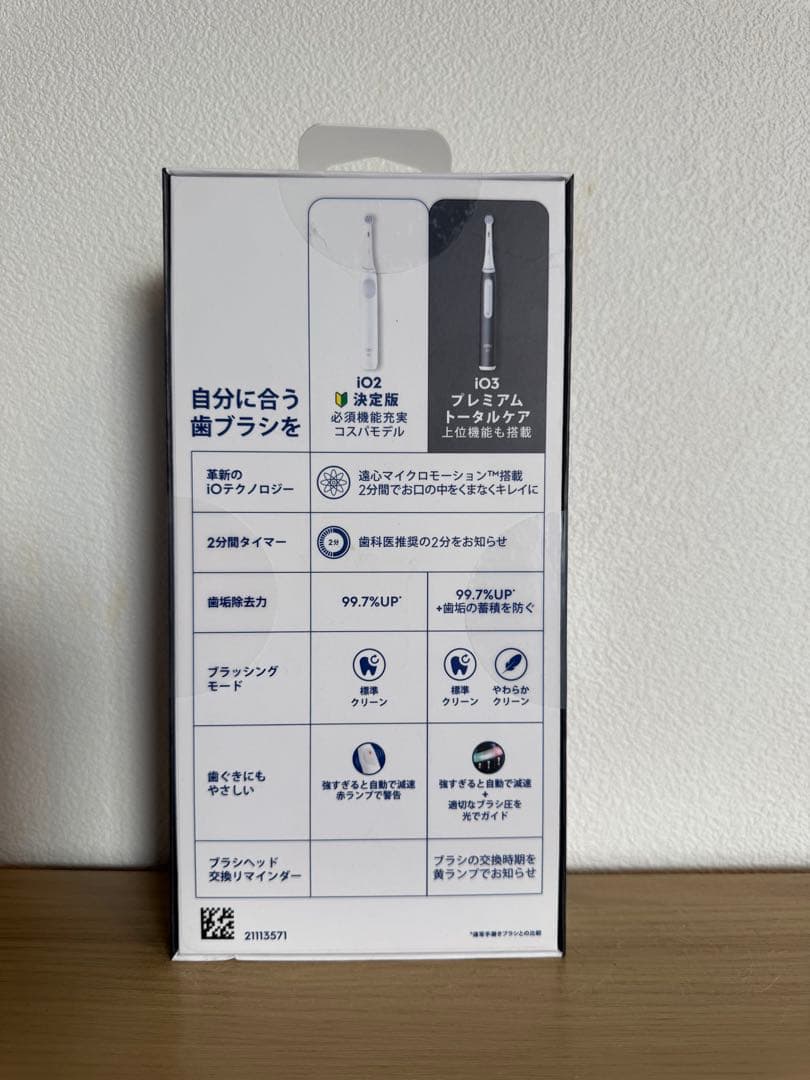 iO2
決定版
必須機能充実
コスパモデル
iO3
プレミアム
トータルケア
上位機能も搭載
自分に合う
歯ブラシを
革新の
iOテクノロジー
遠心マイクロモーション™搭載
2分間でお口の中をくまなくキレイに
2分間タイマー
2分
歯科医推奨の2分をお知らせ
歯垢除去力
99.7%UP*
99.7%UP*
+歯垢の蓄積を防ぐ
ブラッシング
モード
標準
クリーン
標準
クリーン
やわらか
クリーン
歯ぐきにも
やさしい
強すぎると自動で減速
赤ランプで警告
強すぎると自動で減速
+
適切なブラシ圧を
光でガイド
ブラシヘッド
交換リマインダー
ブラシの交換時期を
黄ランプでお知らせ
21113571
*通常手磨きブラシとの比較